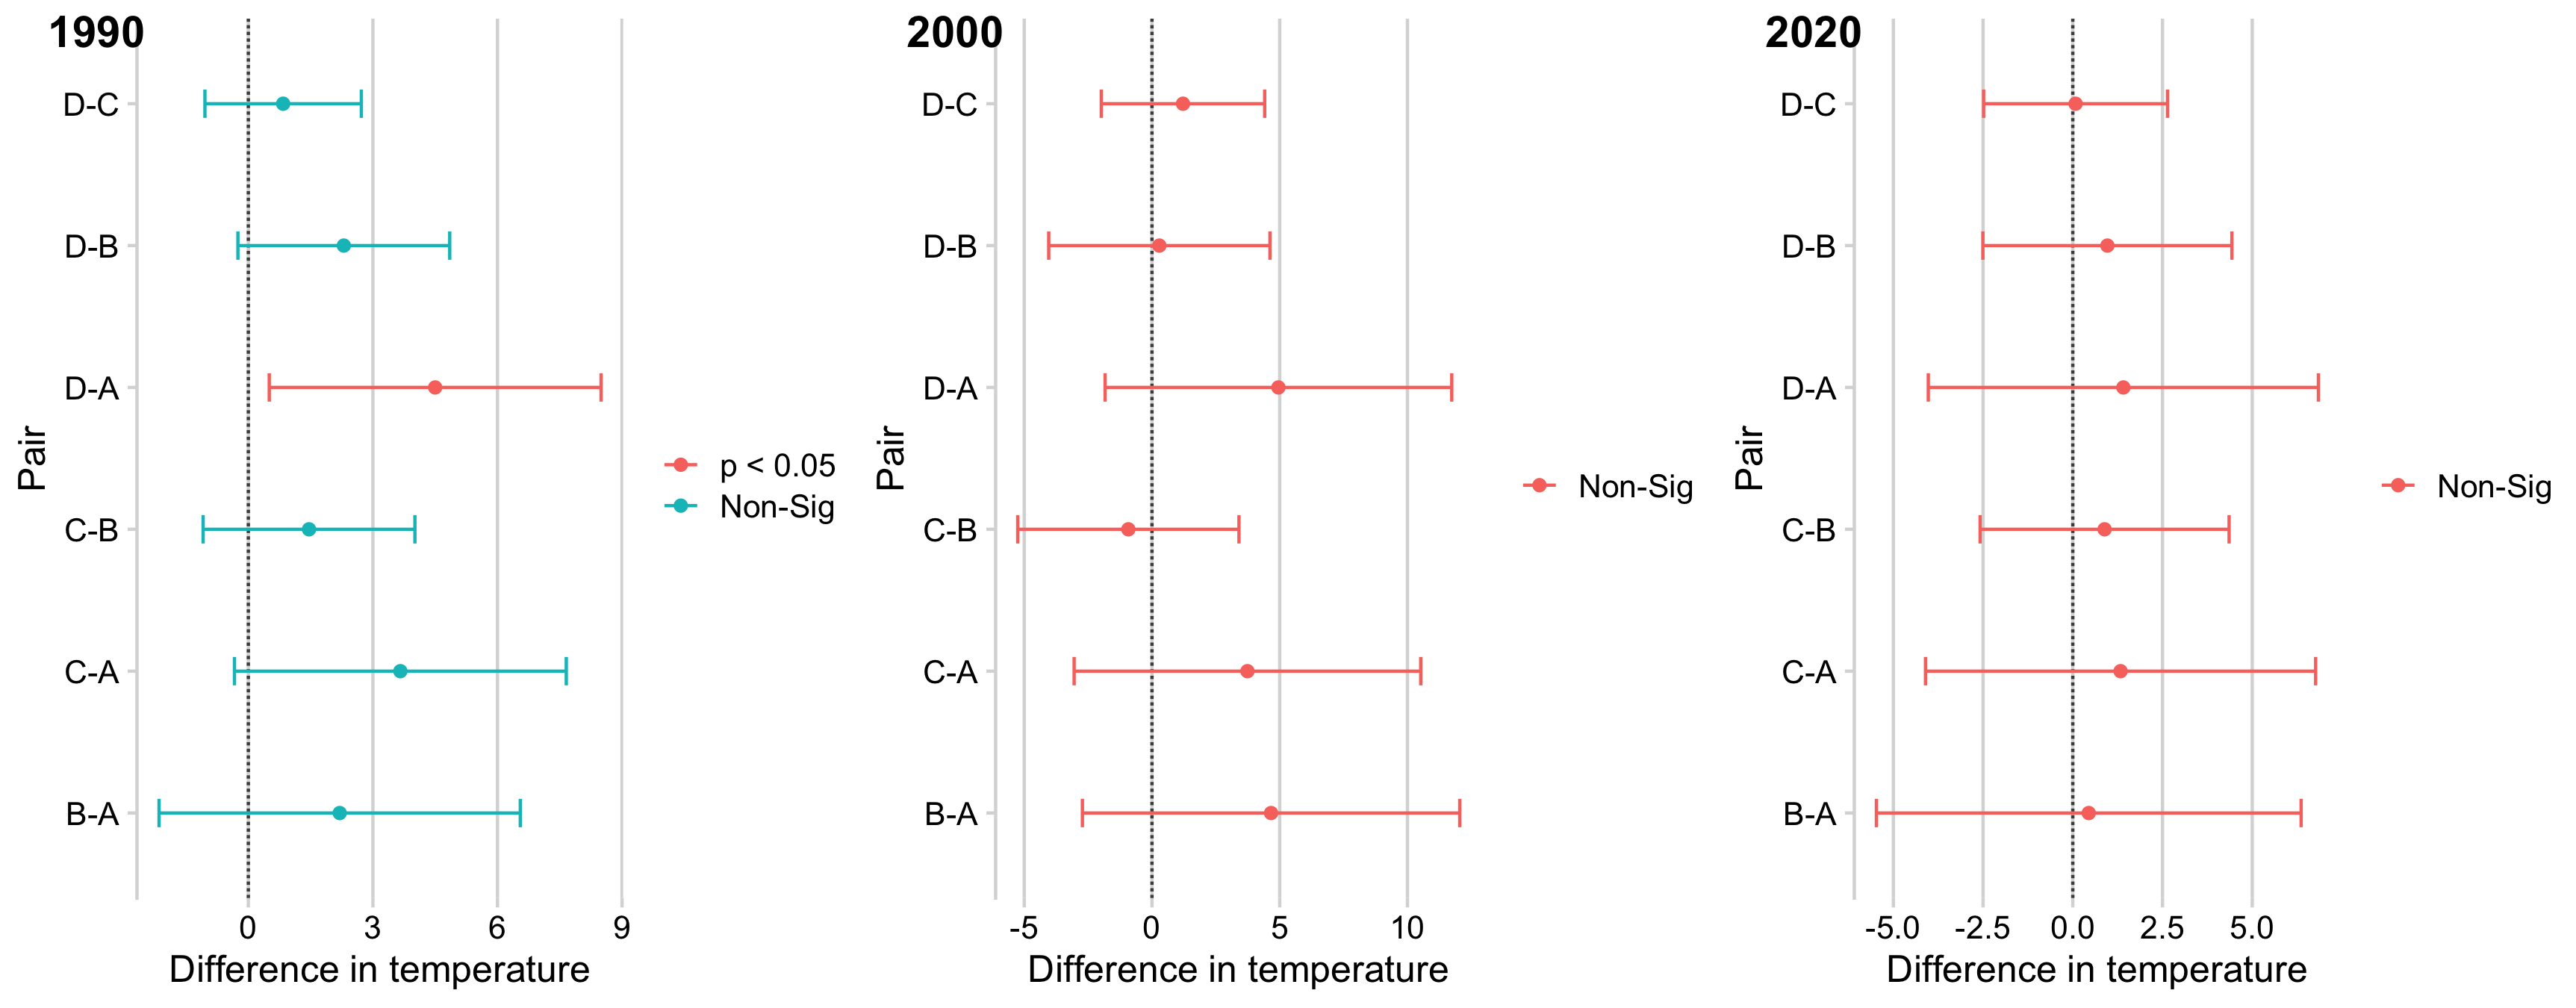 1990
D-C
D-B
D-A
C-B
C-A
B-A
Pair
0 3 6 9
Difference in temperature
p < 0.05
Non-Sig
2000
D-C
D-B
D-A
C-B
C-A
B-A
Pair
-5 0 5 10
Difference in temperature
Non-Sig
2020
D-C
D-B
D-A
C-B
C-A
B-A
Pair
-5.0 -2.5 0.0 2.5 5.0
Difference in temperature
Non-Sig